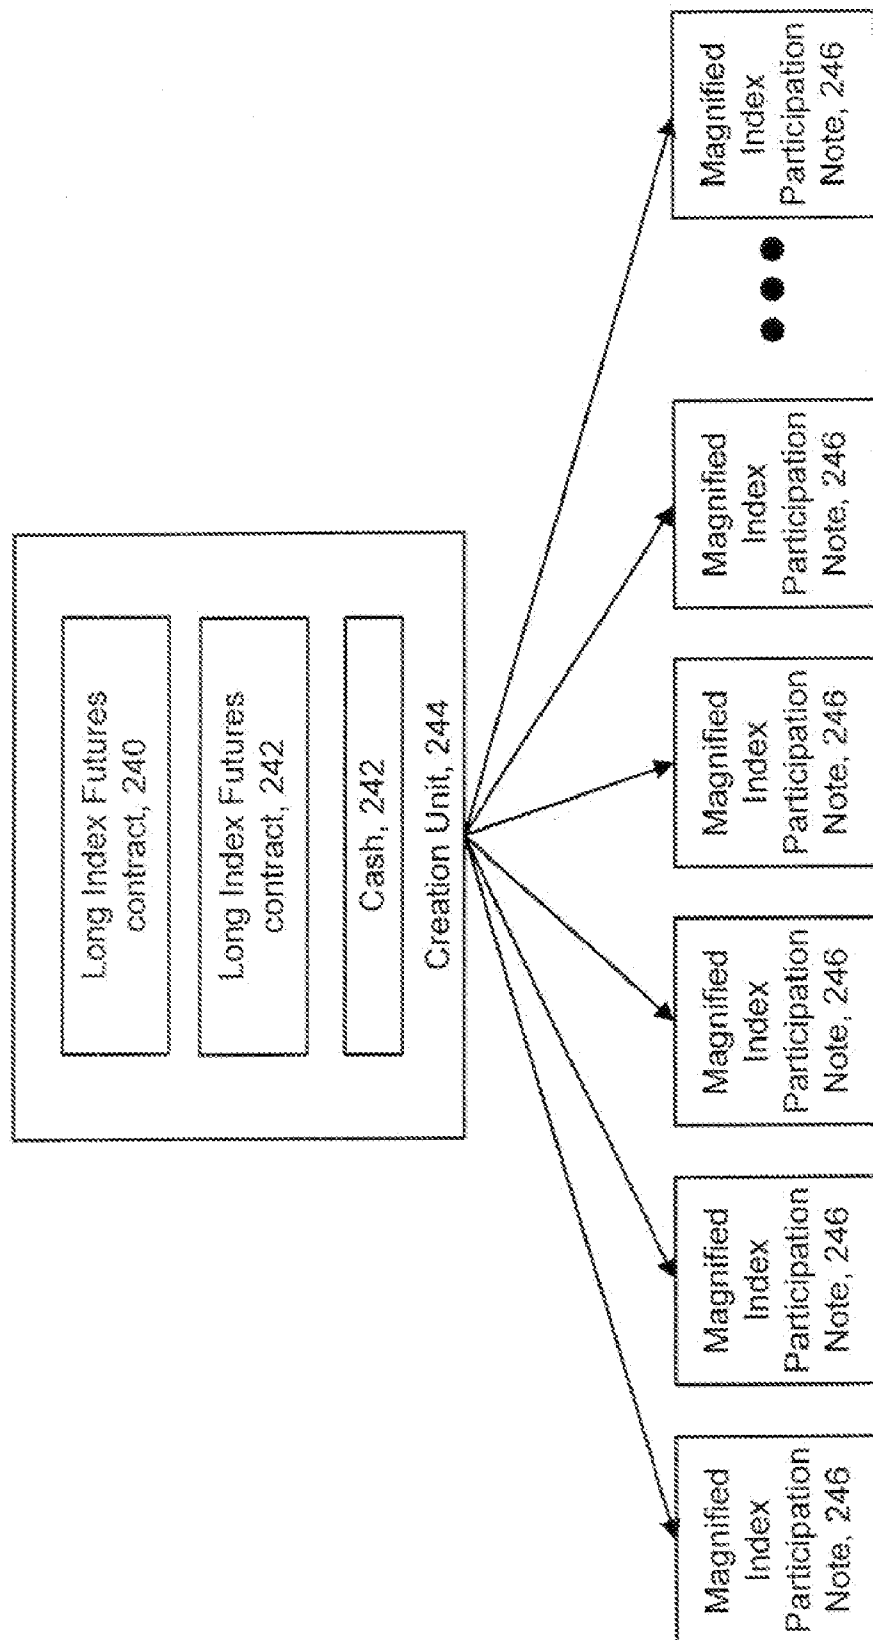 Long Index Futures
contract, 240
Long Index Futures
contract, 242
Cash, 242
Creation Unit, 244
Magnified
Index
Participation
Note, 246
Magnified
Index
Participation
Note, 246
Magnified
Index
Participation
Note, 246
Magnified
Index
Participation
Note, 246
Magnified
Index
Participation
Note, 246
Magnified
Index
Participation
Note, 246